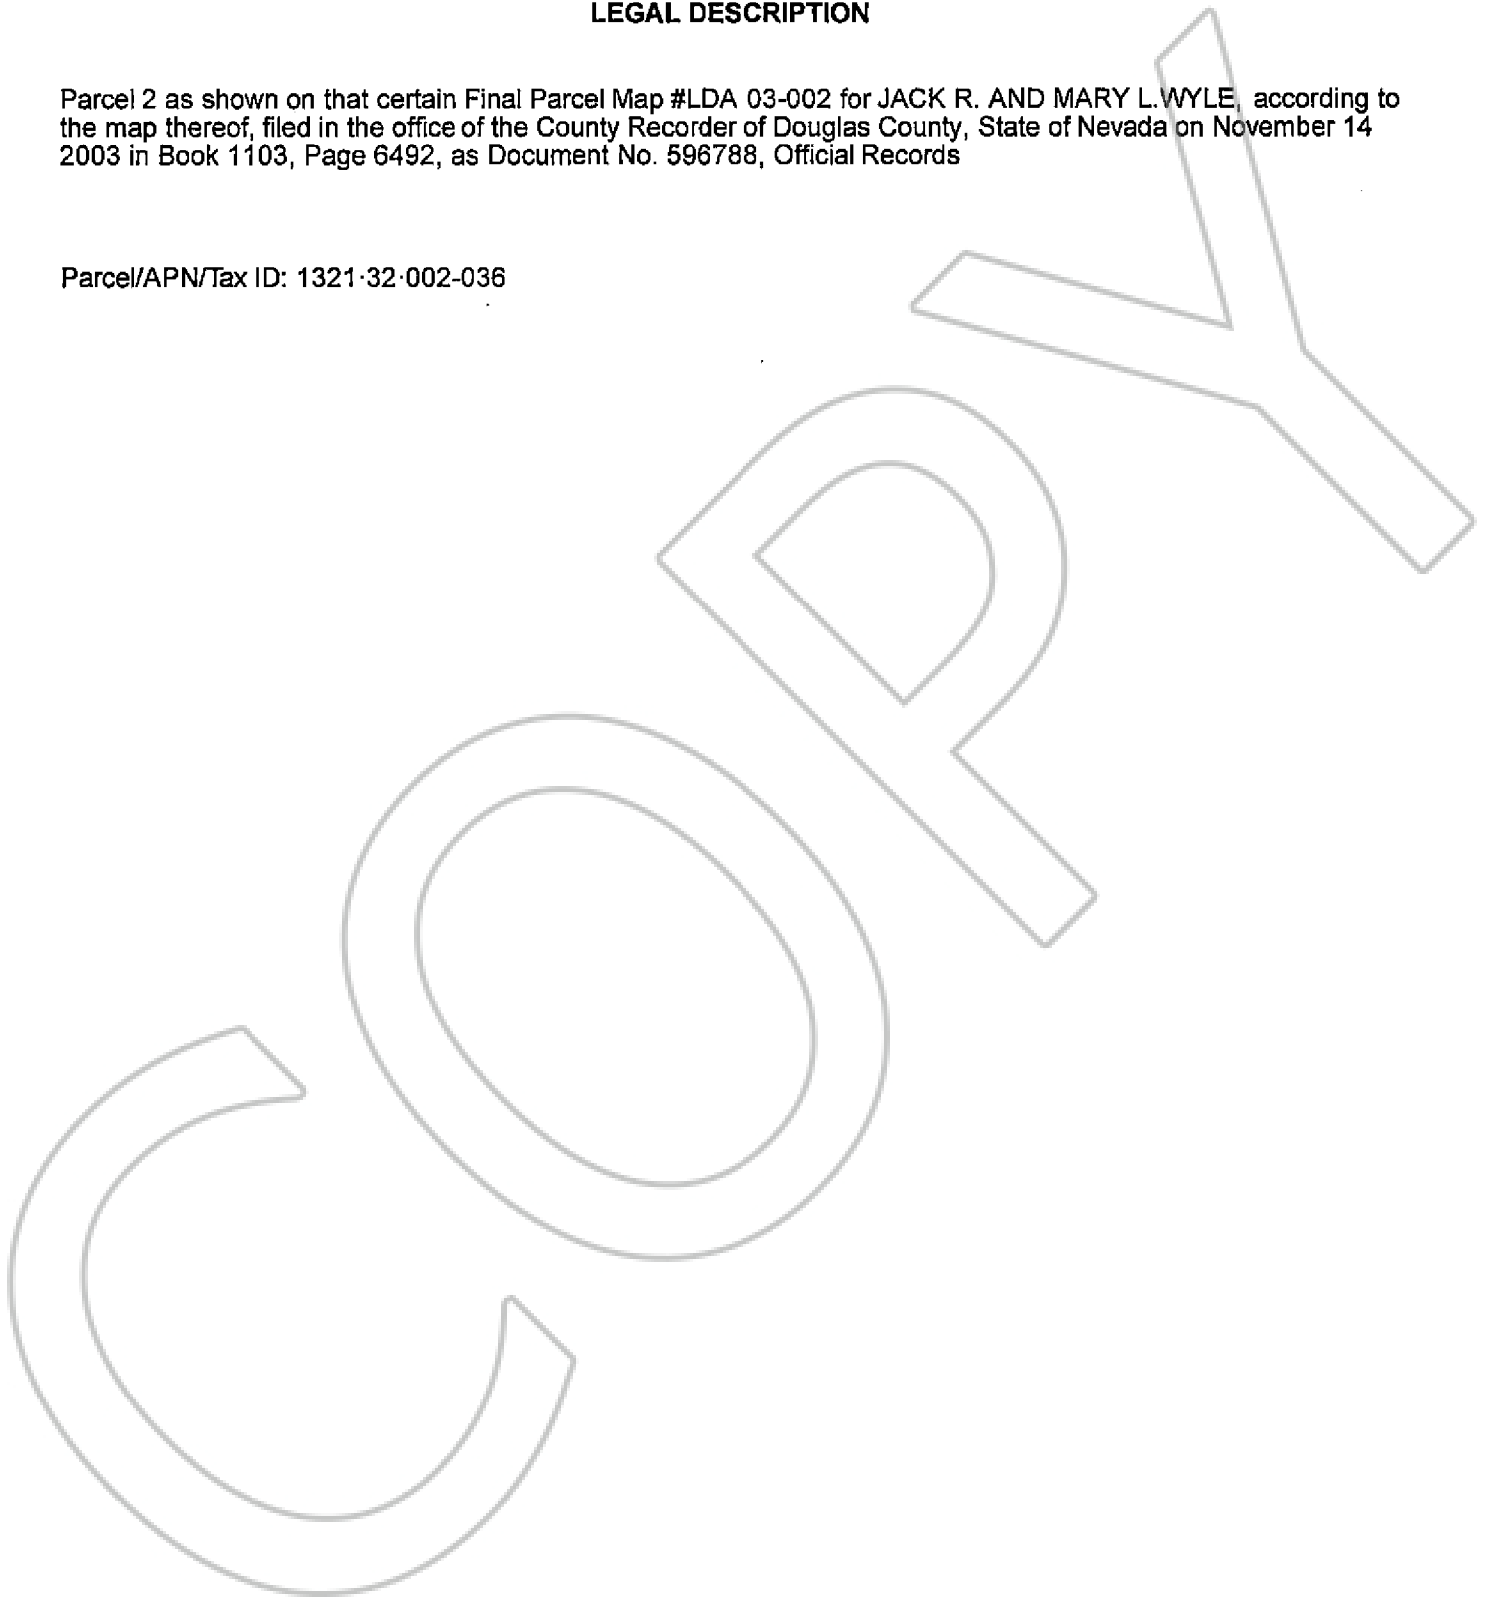 LEGAL DESCRIPTION
Parcel 2 as shown on that certain Final Parcel Map #LDA 03-002 for JACK R. AND MARY L.WYLE, according to
the map thereof, filed in the office of the County Recorder of Douglas County, State of Nevada on November 14
2003 in Book 1103, Page 6492, as Document No. 596788, Official Records
Parcel/APN/Tax ID: 1321·32·002-036
COPY